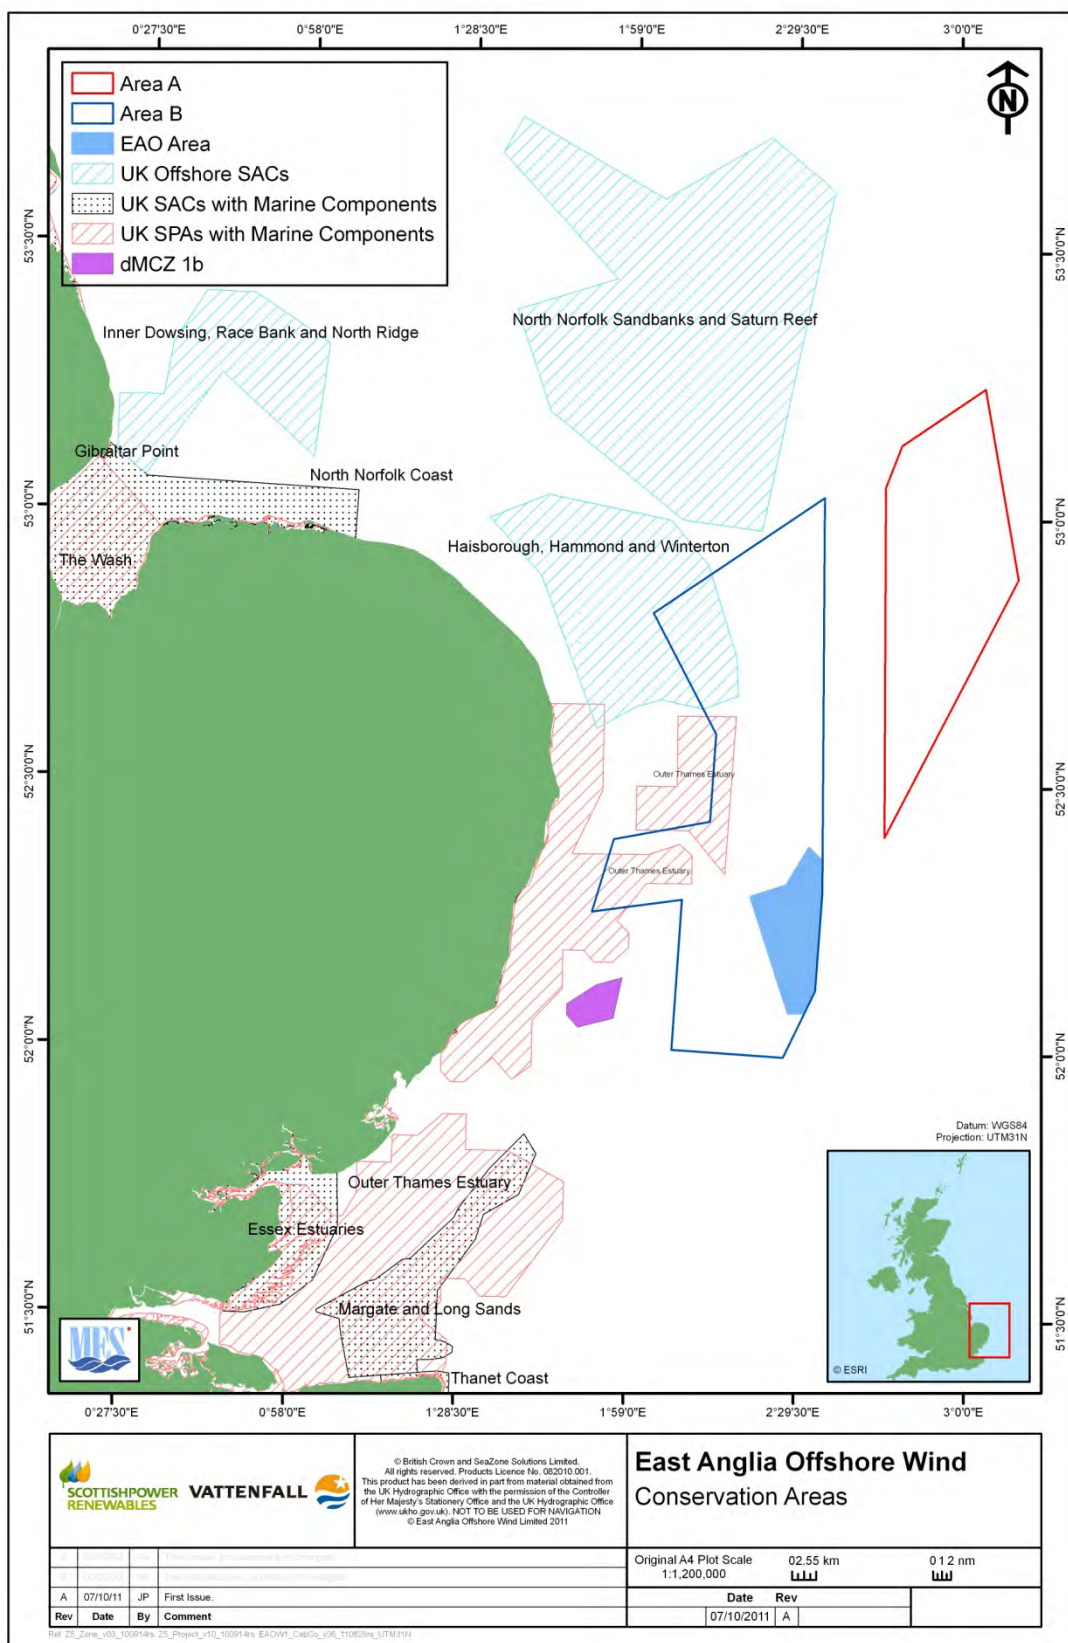 0°27'30"E 0°58'0"E 1°28'30"E 1°59'0"E 2°29'30"E 3°0'0"E
Area A
Area B
EAO Area
UK Offshore SACs
UK SACs with Marine Components
UK SPAs with Marine Components
dMCZ 1b
N
53°30'0"N
53°30'0"N
Inner Dowsing, Race Bank and North Ridge
North Norfolk Sandbanks and Saturn Reef
Gibraltar Point
North Norfolk Coast
53°0'0"N
53°0'0"N
Haisborough, Hammond and Winterton
The Wash
52°30'0"N
52°30'0"N
Outer Thames Estuary
Outer Thames Estuary
52°0'0"N
52°0'0"N
Datum: WGS84
Projection: UTM31N
Outer Thames Estuary
Essex Estuaries
Margate and Long Sands
51°30'0"N
51°30'0"N
MES
Thanet Coast
© ESRI
0°27'30"E 0°58'0"E 1°28'30"E 1°59'0"E 2°29'30"E 3°0'0"E
SCOTTISHPOWER
RENEWABLES
VATTENFALL
© British Crown and SeaZone Solutions Limited.
All rights reserved. Products Licence No. 082010.001.
This product has been derived in part from material obtained from
the UK Hydrographic Office with the permission of the Controller
of Her Majesty's Stationery Office and the UK Hydrographic Office
(www.ukho.gov.uk). NOT TO BE USED FOR NAVIGATION
© East Anglia Offshore Wind Limited 2011
East Anglia Offshore Wind
Conservation Areas
Original A4 Plot Scale
1:1,200,000
02.55 km
012 nm
A 07/10/11 JP First Issue.
Rev Date By Comment
Date Rev
07/10/2011 A